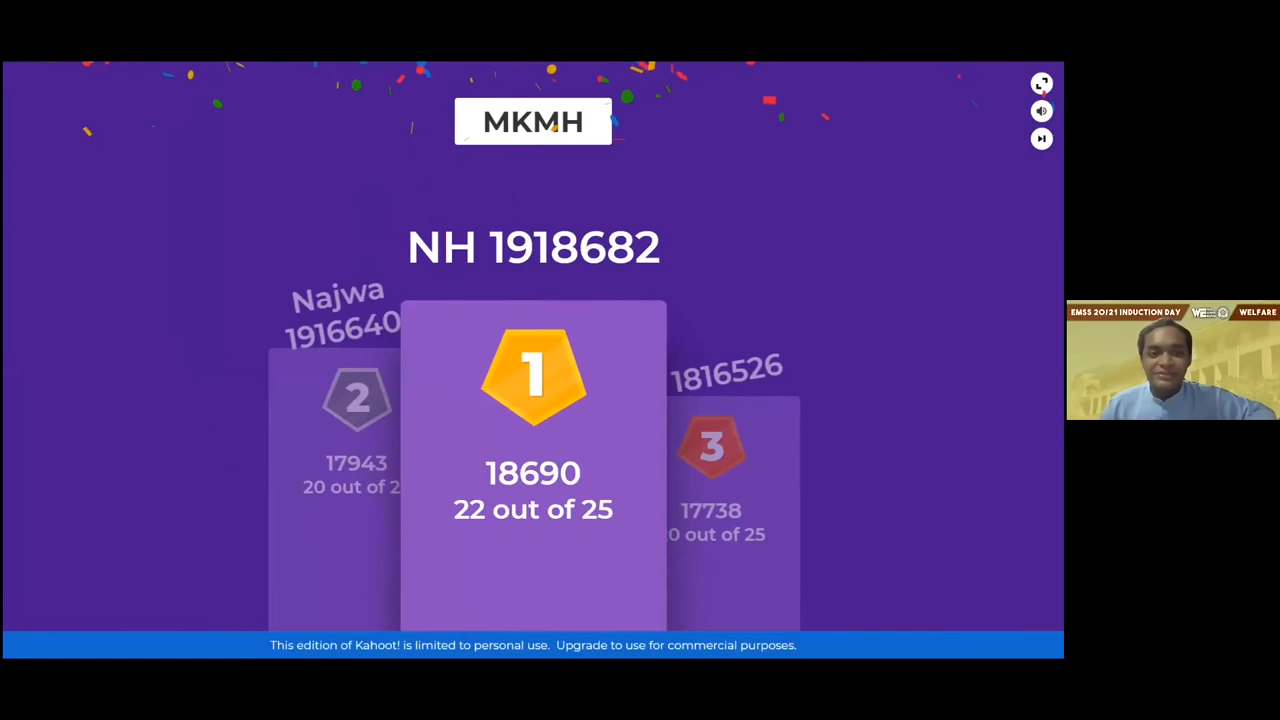 MKMH
NH 1918682
Najwa
1916640
1816526
1
2
3
18690
22 out of 25
17943
20 out of 2
17738
0 out of 25
This edition of Kahoot! is limited to personal use. Upgrade to use for commercial purposes.
EMSS 20/21 INDUCTION DAY
WE
WELFARE